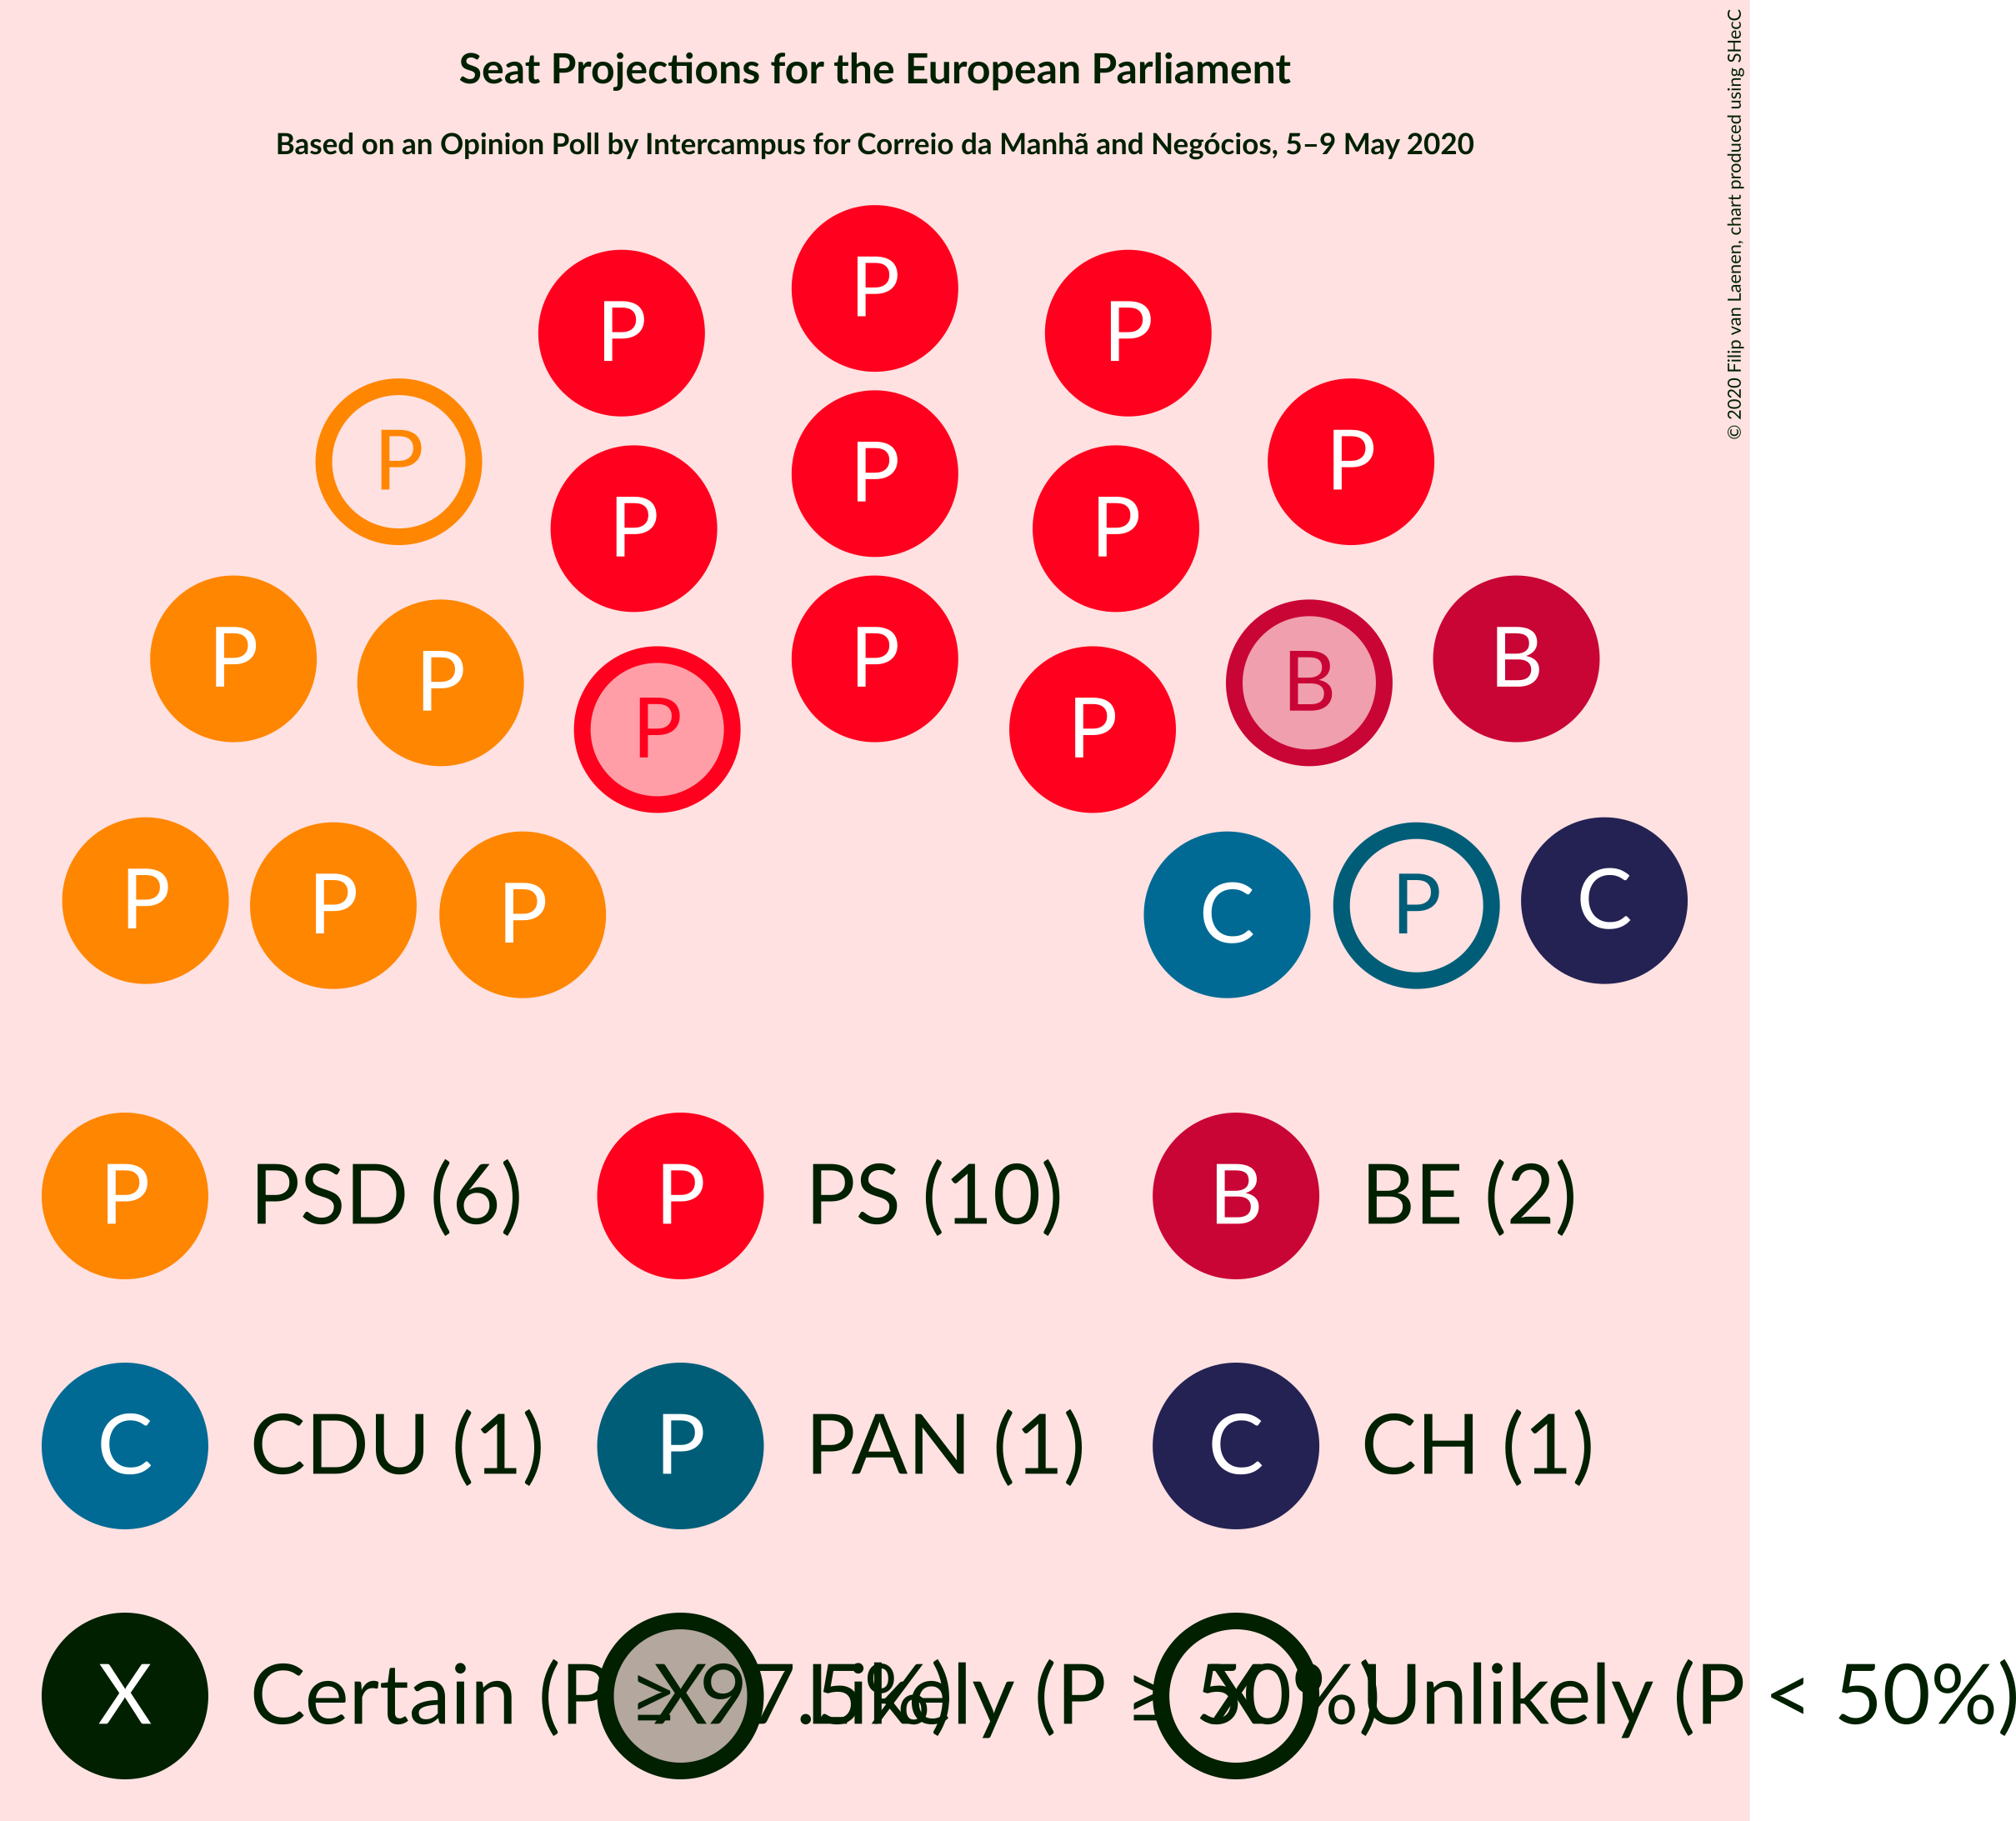 Seat Projections for the European Parliament
Based on an Opinion Poll by Intercampus for Correio da Manhã and Negócios, 5–9 May 2020
© 2020 Filip van Laenen, chart produced using SHecC
P
P P
P P
P
P P
P B
P P
P B
P P
P P
C C
P P
P C
P PSD (6) P PS (10) B BE (2)
C CDU (1) P PAN (1) C CH (1)
X Certain (P ≥ 97.5%) X Likely (P ≥ 50%) X Unlikely (P < 50%)